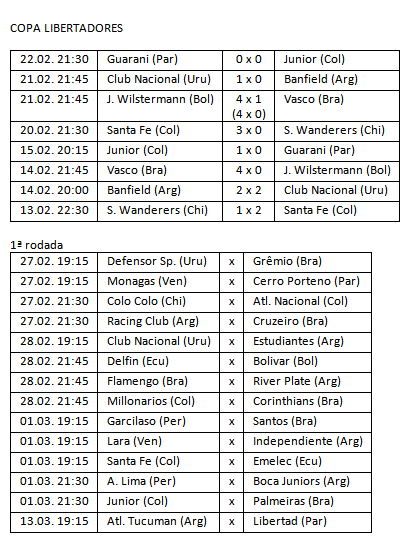 COPA LIBERTADORES
22.02. 21:30 Guarani (Par) 0 x 0 Junior (Col)
21.02. 21:45 Club Nacional (Uru) 1 x 0 Banfield (Arg)
21.02. 21:45 J. Wilstermann (Bol) 4 x 1 Vasco (Bra)
(4 x 0)
20.02. 21:30 Santa Fe (Col) 3 x 0 S. Wanderers (Chi)
15.02. 20:15 Junior (Col) 1 x 0 Guarani (Par)
14.02. 21:45 Vasco (Bra) 4 x 0 J. Wilstermann (Bol)
14.02. 20:00 Banfield (Arg) 2 x 2 Club Nacional (Uru)
13.02. 22:30 S. Wanderers (Chi) 1 x 2 Santa Fe (Col)
1ª rodada
27.02. 19:15 Defensor Sp. (Uru) x Grêmio (Bra)
27.02. 19:15 Monagas (Ven) x Cerro Porteno (Par)
27.02. 21:30 Colo Colo (Chi) x Atl. Nacional (Col)
27.02. 21:30 Racing Club (Arg) x Cruzeiro (Bra)
28.02. 19:15 Club Nacional (Uru) x Estudiantes (Arg)
28.02. 21:45 Delfin (Ecu) x Bolivar (Bol)
28.02. 21:45 Flamengo (Bra) x River Plate (Arg)
28.02. 21:45 Millonarios (Col) x Corinthians (Bra)
01.03. 19:15 Garcilaso (Per) x Santos (Bra)
01.03. 19:15 Lara (Ven) x Independiente (Arg)
01.03. 19:15 Santa Fe (Col) x Emelec (Ecu)
01.03. 21:30 A. Lima (Per) x Boca Juniors (Arg)
01.03. 21:30 Junior (Col) x Palmeiras (Bra)
13.03. 19:15 Atl. Tucuman (Arg) x Libertad (Par)